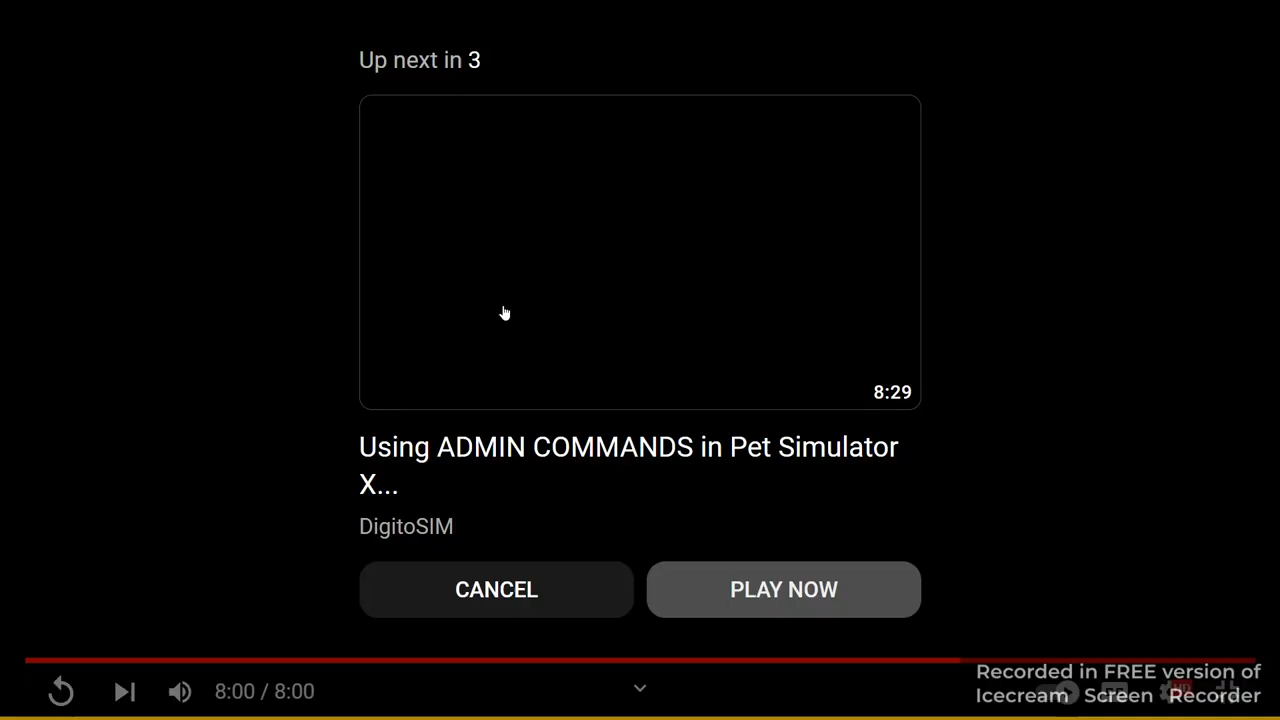 Up next in 3
8:29
Using ADMIN COMMANDS in Pet Simulator
X...
DigitoSIM
CANCEL
PLAY NOW
8:00 / 8:00
Recorded in FREE version of
Icecream Screen Recorder